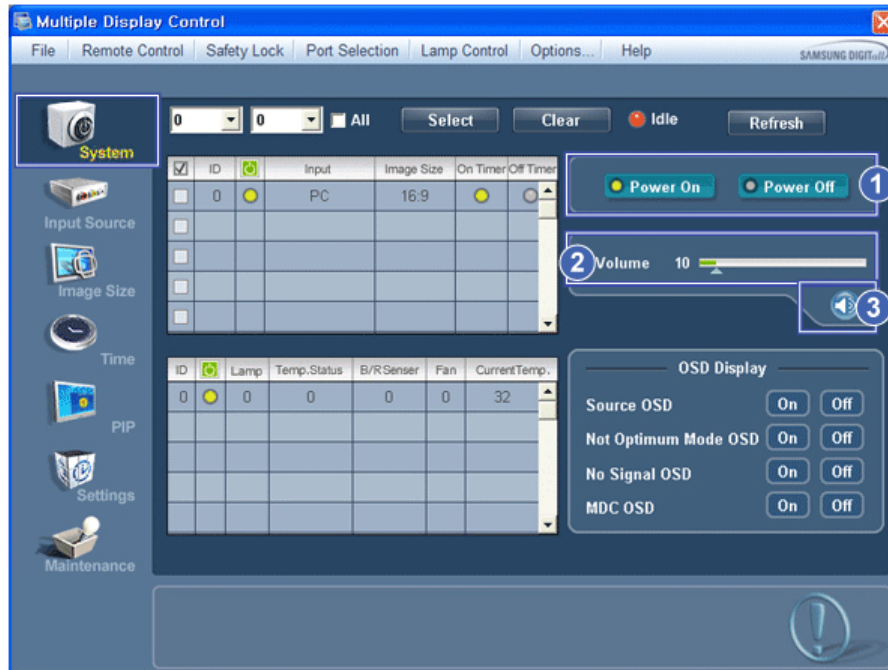 Multiple Display Control
File Remote Control Safety Lock Port Selection Lamp Control Options... Help SAMSUNG DIGITall
System
Input Source
Image Size
Time
PIP
Settings
Maintenance
0 0 All Select Clear Idle Refresh
ID Input Image Size On Timer Off Timer
0 PC 16:9
Power On Power Off 1
2 Volume 10
3
ID Lamp Temp.Status B/RSenser Fan CurrentTemp.
0 0 0 0 0 32
OSD Display
Source OSD On Off
Not Optimum Mode OSD On Off
No Signal OSD On Off
MDC OSD On Off